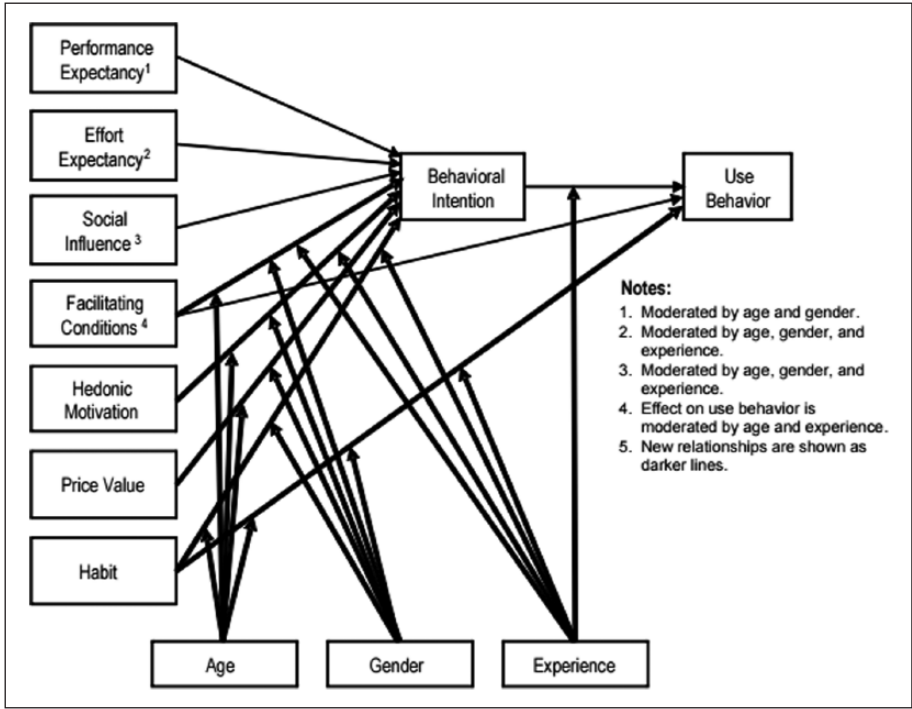 Performance
Expectancy1
Effort
Expectancy2
Social
Influence 3
Facilitating
Conditions 4
Hedonic
Motivation
Price Value
Habit
Behavioral
Intention
Use
Behavior
Notes:
1. Moderated by age and gender.
2. Moderated by age, gender, and
experience.
3. Moderated by age, gender, and
experience.
4. Effect on use behavior is
moderated by age and experience.
5. New relationships are shown as
darker lines.
Age
Gender
Experience